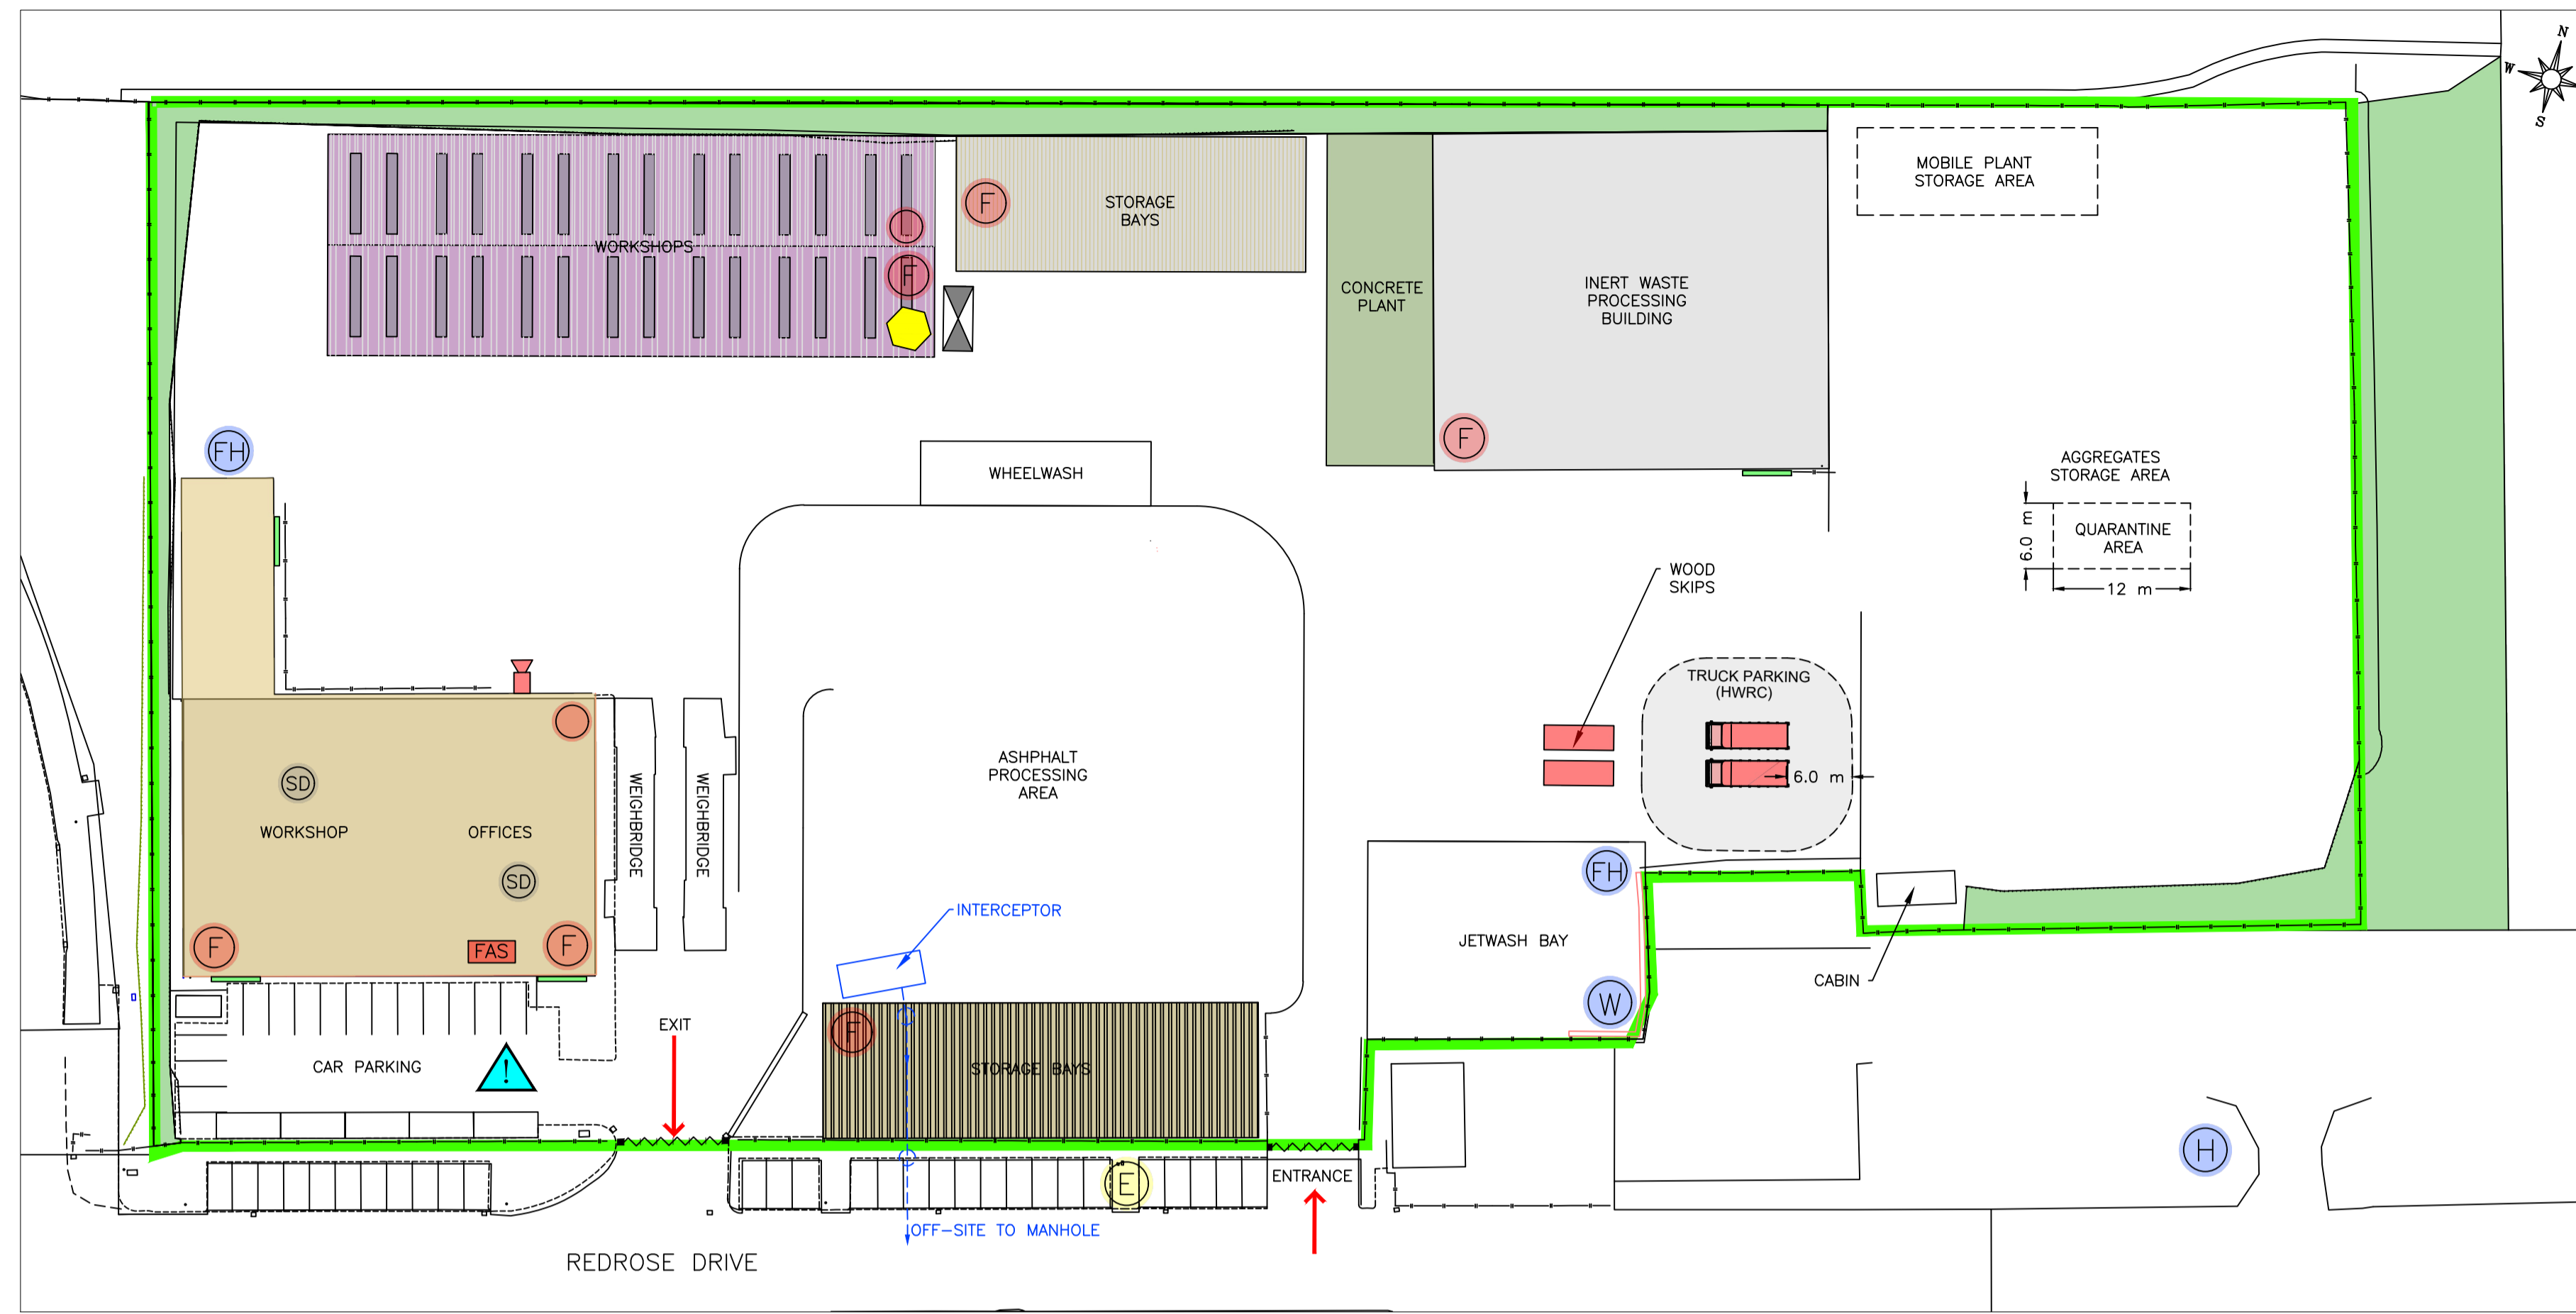 N
W
S
MOBILE PLANT
STORAGE AREA
F
STORAGE
BAYS
WORKSHOPS
F
CONCRETE
PLANT
INERT WASTE
PROCESSING
BUILDING
F
FH
WHEELWASH
AGGREGATES
STORAGE AREA
QUARANTINE
AREA
6.0 m
12 m
WOOD
SKIPS
TRUCK PARKING
(HWRC)
6.0 m
ASHPHALT
PROCESSING
AREA
SD
WORKSHOP
OFFICES
SD
F
FAS
F
WEIGHBRIDGE
WEIGHBRIDGE
INTERCEPTOR
FH
JETWASH BAY
W
CABIN
EXIT
F
STORAGE BAYS
CAR PARKING
!
E
ENTRANCE
H
OFF-SITE TO MANHOLE
REDROSE DRIVE